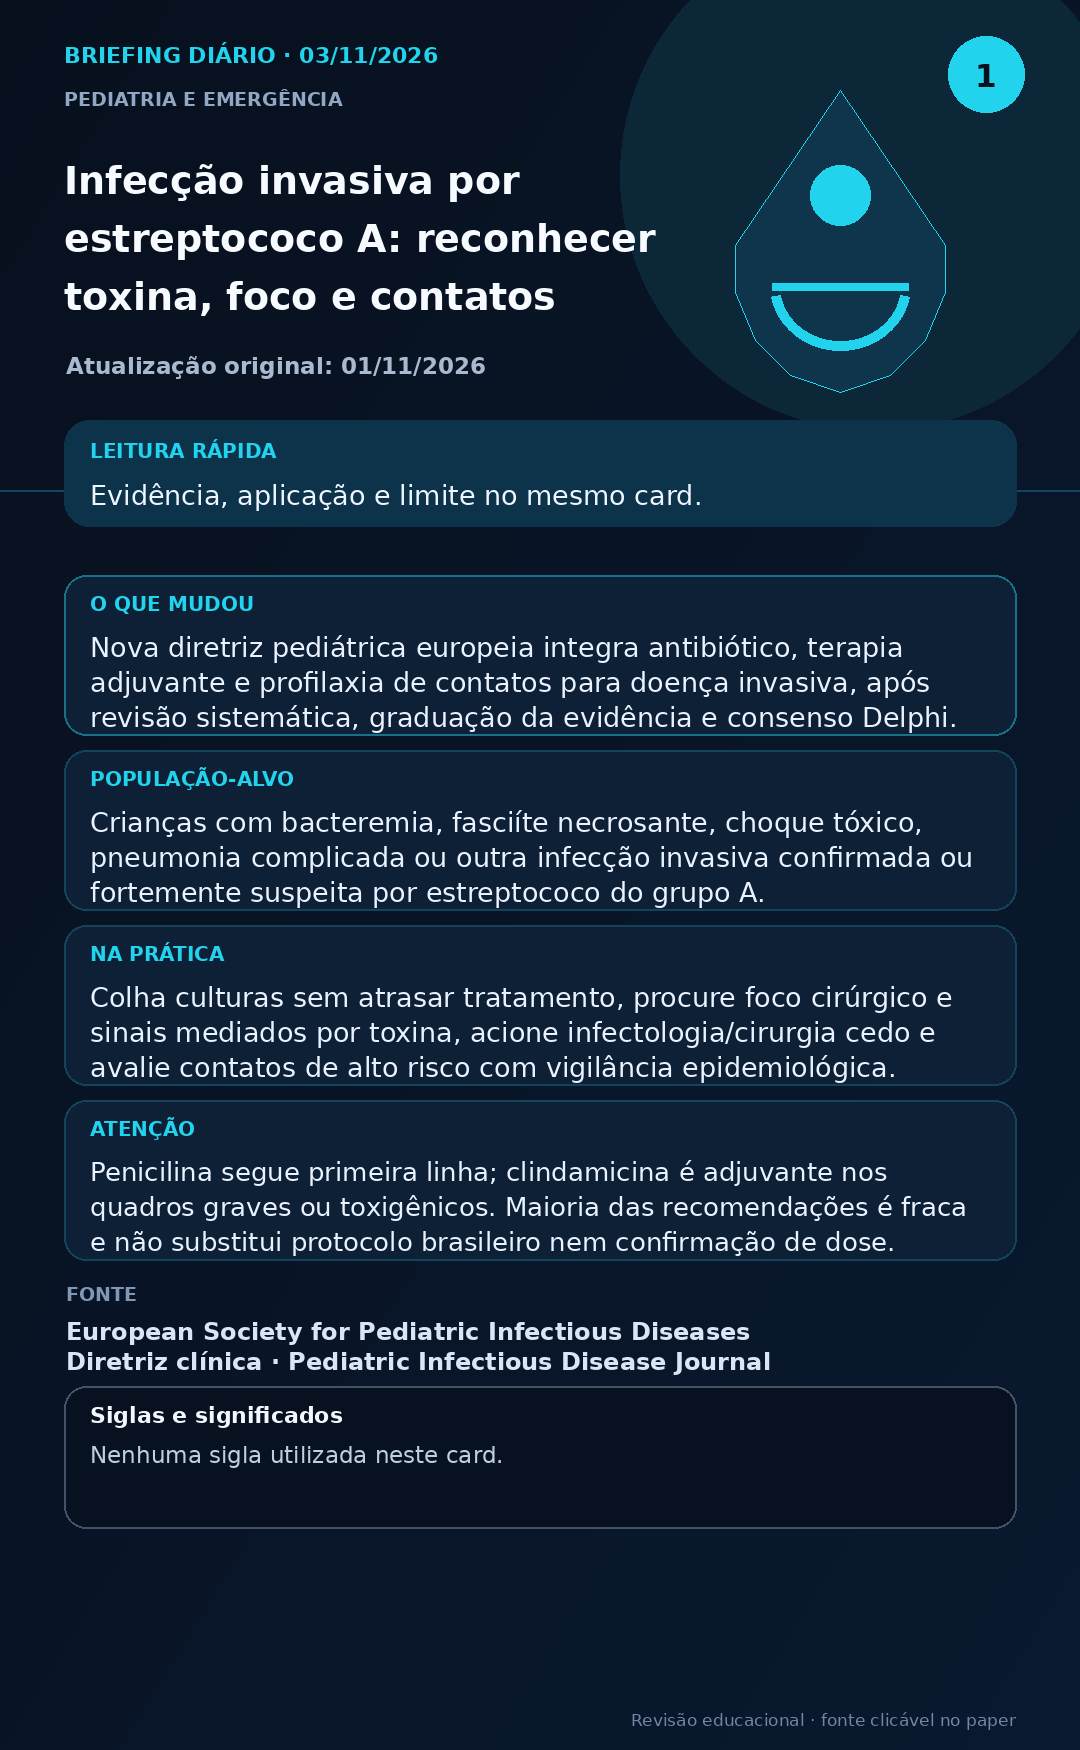 BRIEFING DIÁRIO · 03/11/2026
1
PEDIATRIA E EMERGÊNCIA
Infecção invasiva por
estreptococo A: reconhecer
toxina, foco e contatos
Atualização original: 01/11/2026
LEITURA RÁPIDA
Evidência, aplicação e limite no mesmo card.
O QUE MUDOU
Nova diretriz pediátrica europeia integra antibiótico, terapia
adjuvante e profilaxia de contatos para doença invasiva, após
revisão sistemática, graduação da evidência e consenso Delphi.
POPULAÇÃO-ALVO
Crianças com bacteremia, fasciíte necrosante, choque tóxico,
pneumonia complicada ou outra infecção invasiva confirmada ou
fortemente suspeita por estreptococo do grupo A.
NA PRÁTICA
Colha culturas sem atrasar tratamento, procure foco cirúrgico e
sinais mediados por toxina, acione infectologia/cirurgia cedo e
avalie contatos de alto risco com vigilância epidemiológica.
ATENÇÃO
Penicilina segue primeira linha; clindamicina é adjuvante nos
quadros graves ou toxigênicos. Maioria das recomendações é fraca
e não substitui protocolo brasileiro nem confirmação de dose.
FONTE
European Society for Pediatric Infectious Diseases
Diretriz clínica · Pediatric Infectious Disease Journal
Siglas e significados
Nenhuma sigla utilizada neste card.
Revisão educacional · fonte clicável no paper